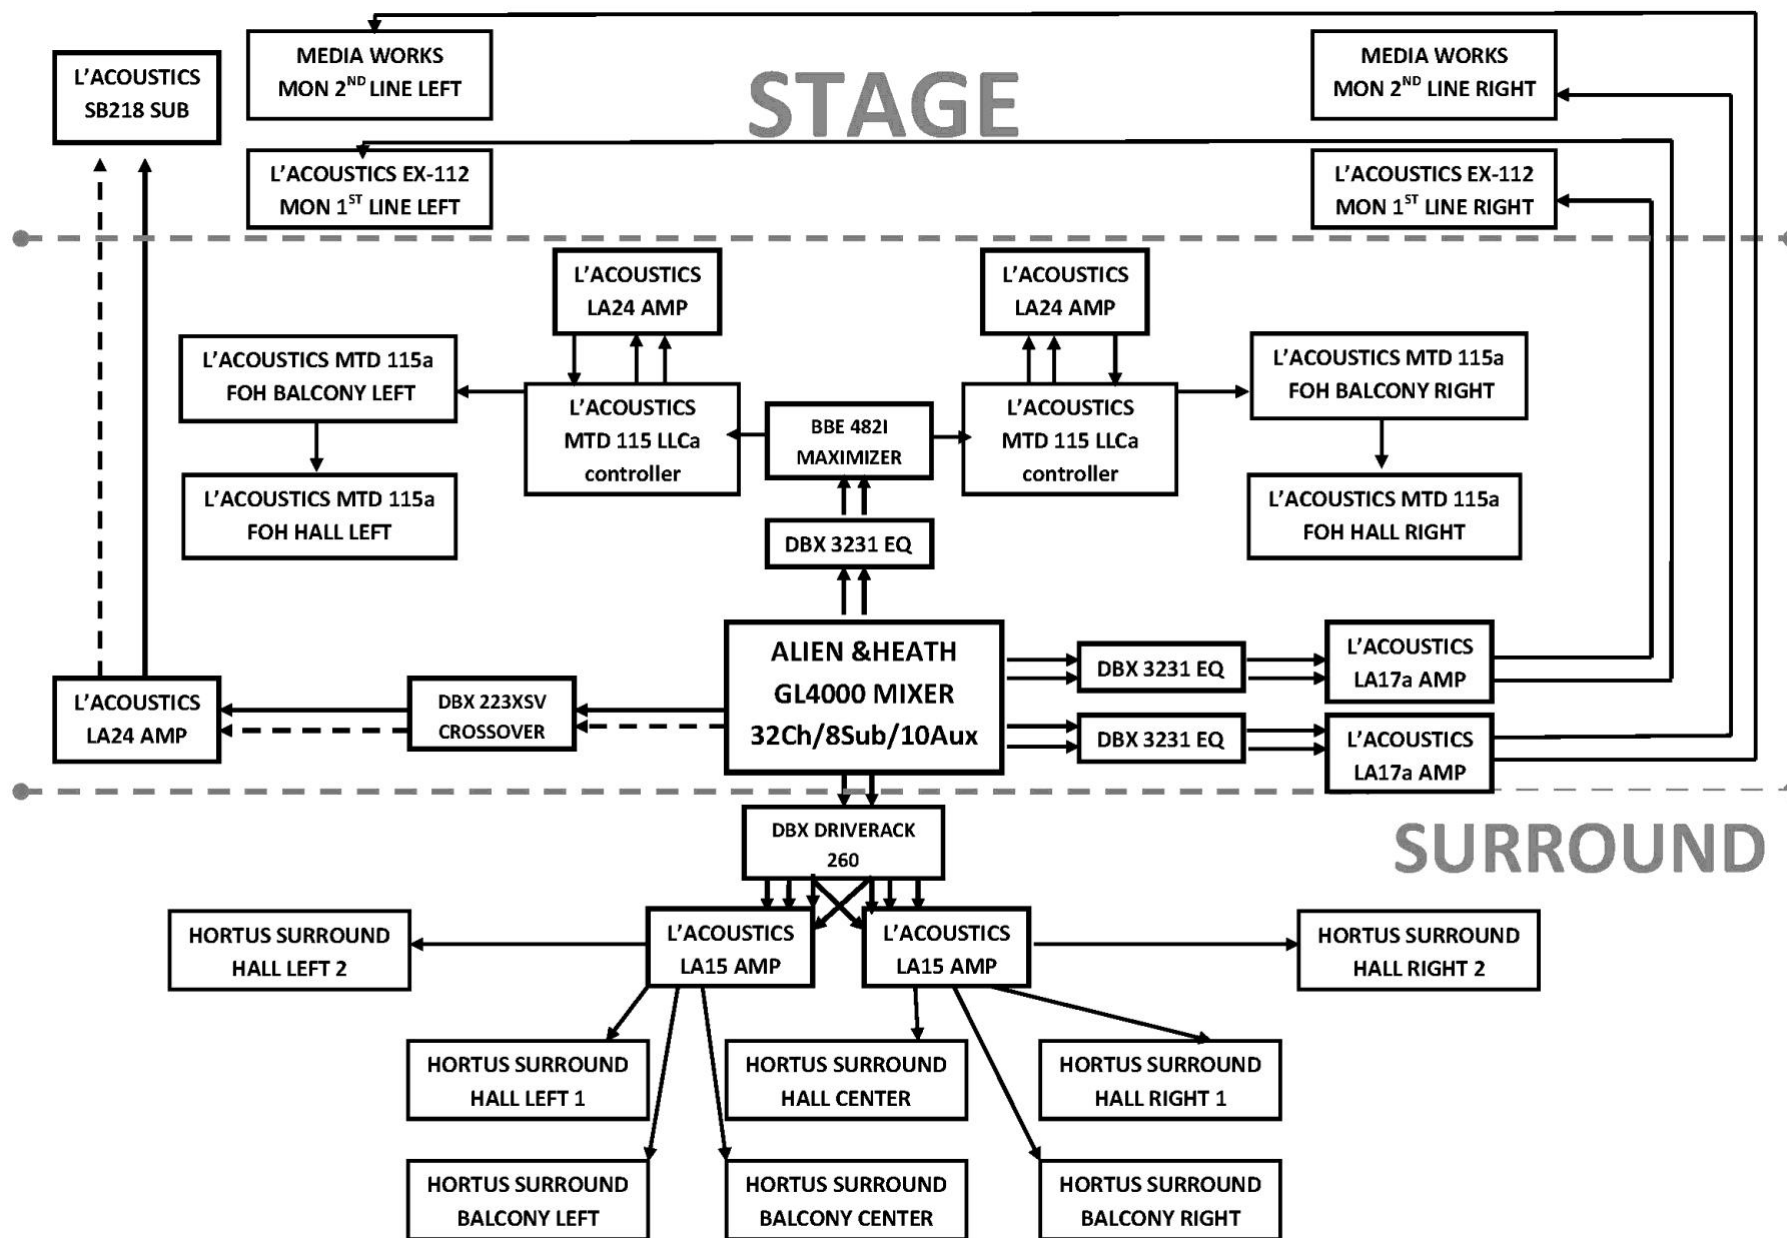 MEDIA WORKS
MON 2ND LINE LEFT
MEDIA WORKS
MON 2ND LINE RIGHT
L'ACOUSTICS
SB218 SUB
STAGE
L'ACOUSTICS EX-112
MON 1ST LINE LEFT
L'ACOUSTICS EX-112
MON 1ST LINE RIGHT
L'ACOUSTICS
LA24 AMP
L'ACOUSTICS
LA24 AMP
L'ACOUSTICS MTD 115a
FOH BALCONY LEFT
L'ACOUSTICS MTD 115a
FOH BALCONY RIGHT
L'ACOUSTICS
MTD 115 LLCa
controller
BBE 482I
MAXIMIZER
L'ACOUSTICS
MTD 115 LLCa
controller
L'ACOUSTICS MTD 115a
FOH HALL LEFT
L'ACOUSTICS MTD 115a
FOH HALL RIGHT
DBX 3231 EQ
ALIEN &HEATH
GL4000 MIXER
32Ch/8Sub/10Aux
DBX 3231 EQ
L'ACOUSTICS
LA17a AMP
L'ACOUSTICS
LA24 AMP
DBX 223XSV
CROSSOVER
DBX 3231 EQ
L'ACOUSTICS
LA17a AMP
DBX DRIVERACK
260
SURROUND
HORTUS SURROUND
HALL LEFT 2
L'ACOUSTICS
LA15 AMP
L'ACOUSTICS
LA15 AMP
HORTUS SURROUND
HALL RIGHT 2
HORTUS SURROUND
HALL LEFT 1
HORTUS SURROUND
HALL CENTER
HORTUS SURROUND
HALL RIGHT 1
HORTUS SURROUND
BALCONY LEFT
HORTUS SURROUND
BALCONY CENTER
HORTUS SURROUND
BALCONY RIGHT